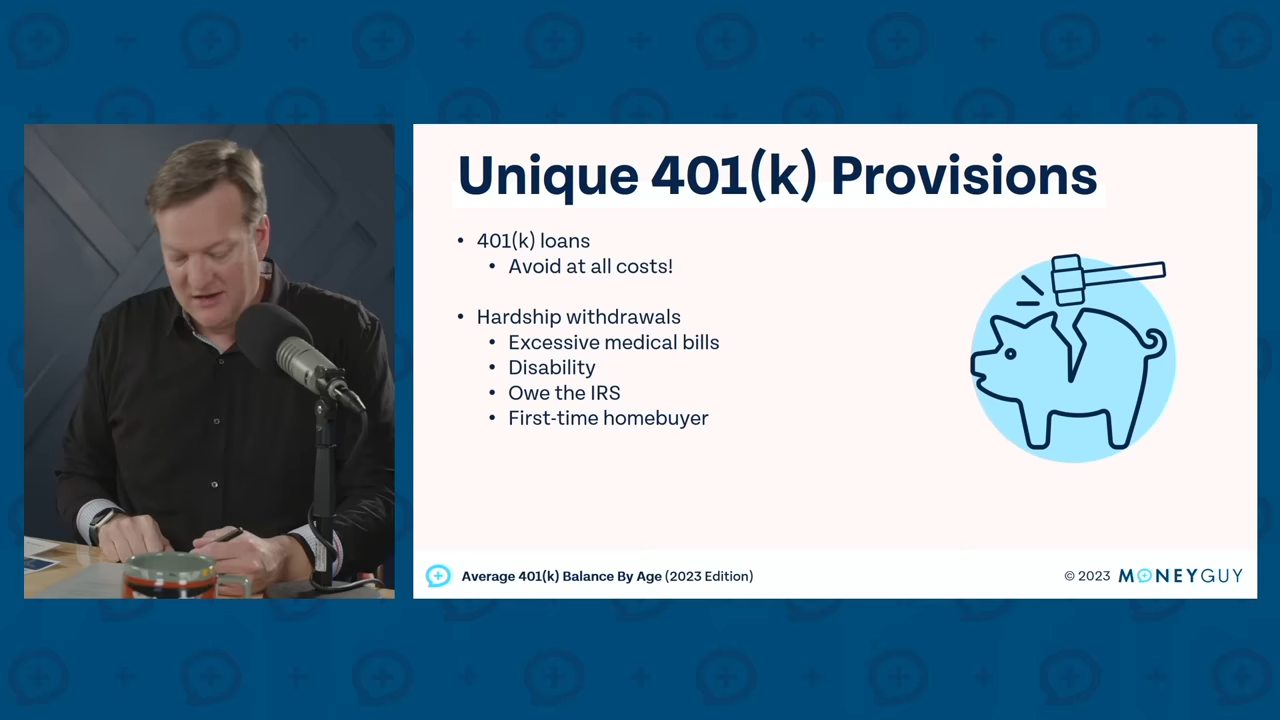 Unique 401(k) Provisions
• 401(k) loans
• Avoid at all costs!
• Hardship withdrawals
• Excessive medical bills
• Disability
• Owe the IRS
• First-time homebuyer
Average 401(k) Balance By Age (2023 Edition)
© 2023 MONEYGUY